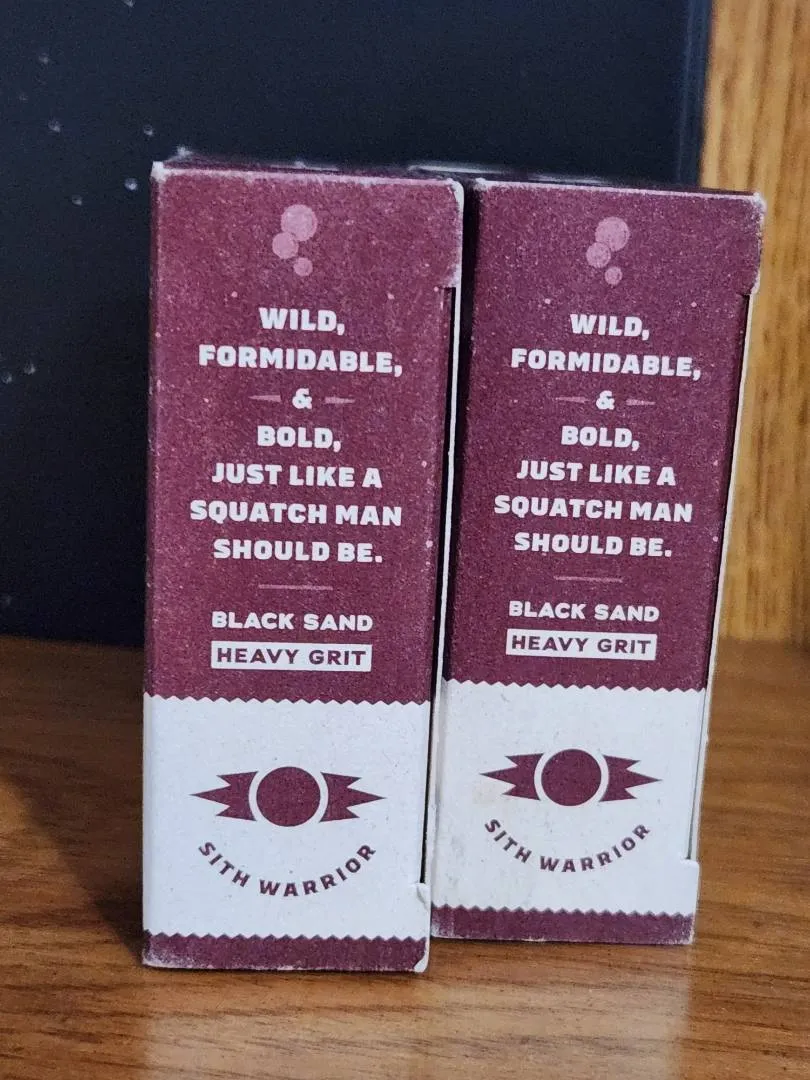 WILD,
FORMIDABLE,
&
BOLD,
JUST LIKE A
SQUATCH MAN
SHOULD BE.
BLACK SAND
HEAVY GRIT
SITH WARRIOR
WILD,
FORMIDABLE,
&
BOLD,
JUST LIKE A
SQUATCH MAN
SHOULD BE.
BLACK SAND
HEAVY GRIT
SITH WARRIOR